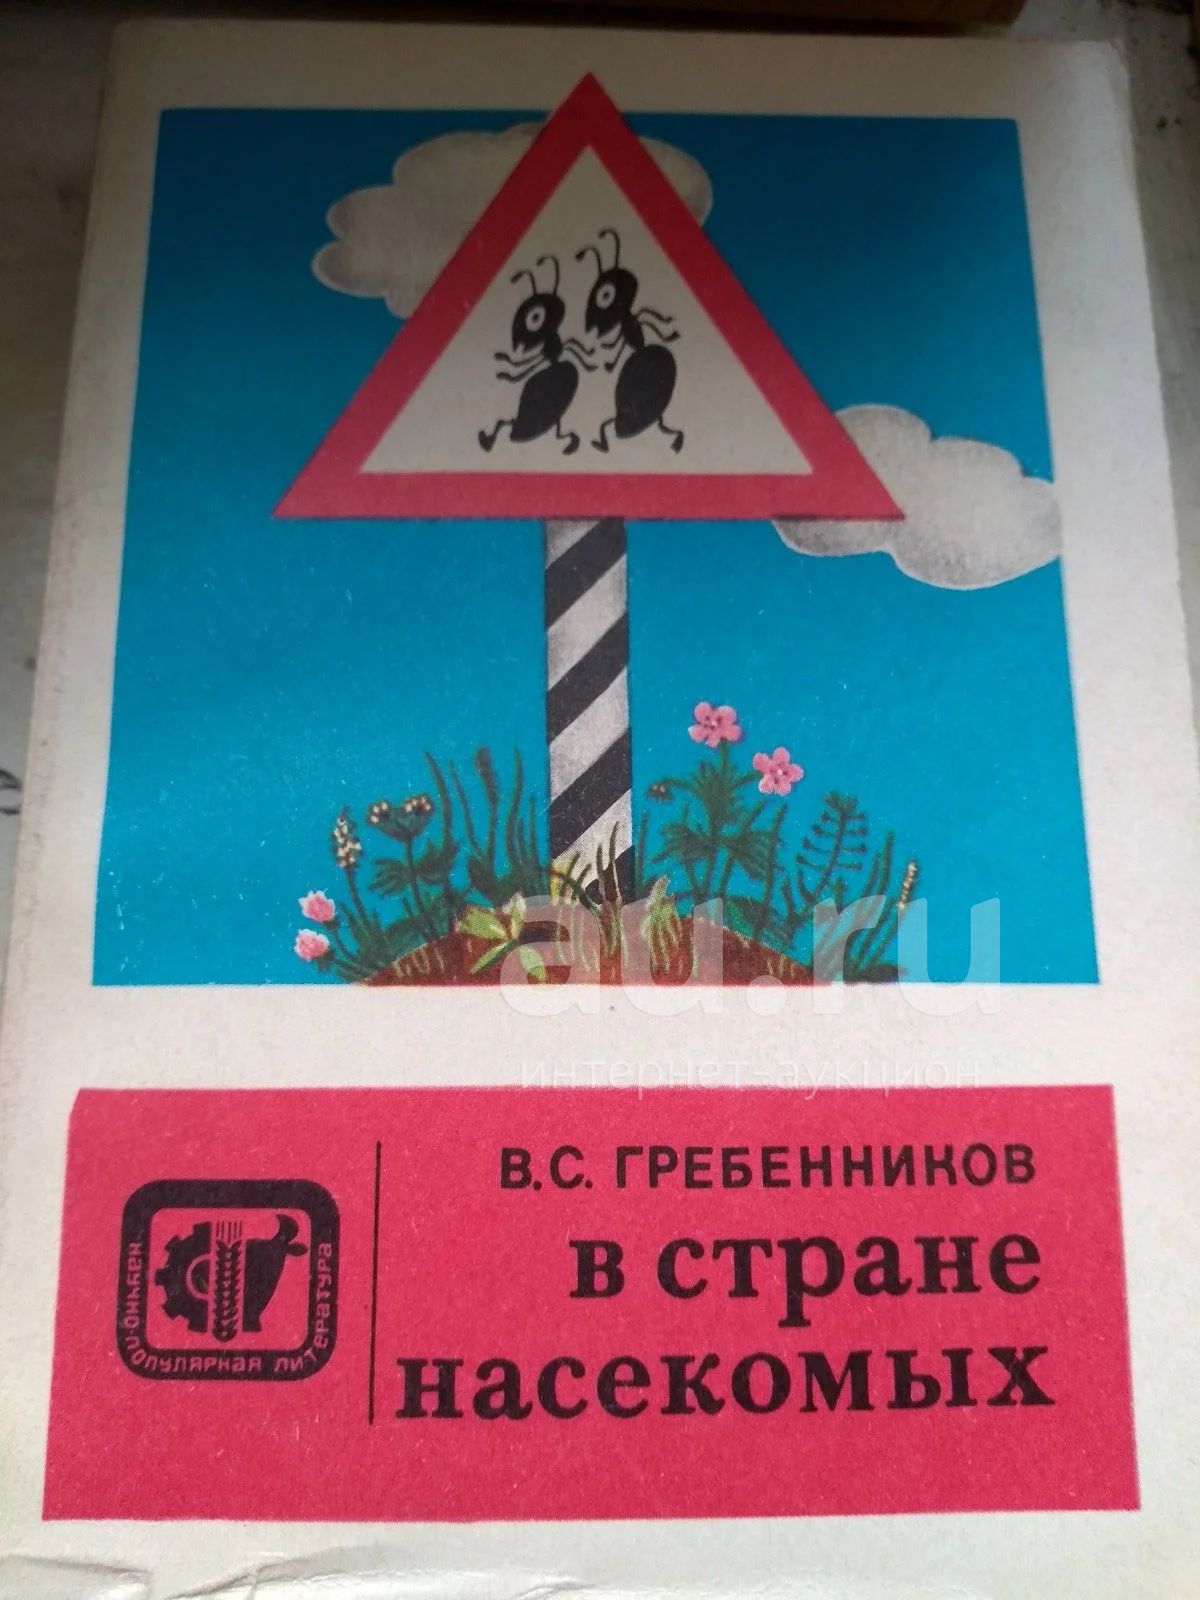 au.ru
интернет-аукцион
В.С. ГРЕБЕННИКОВ
в стране
насекомых
научно-популярная литература